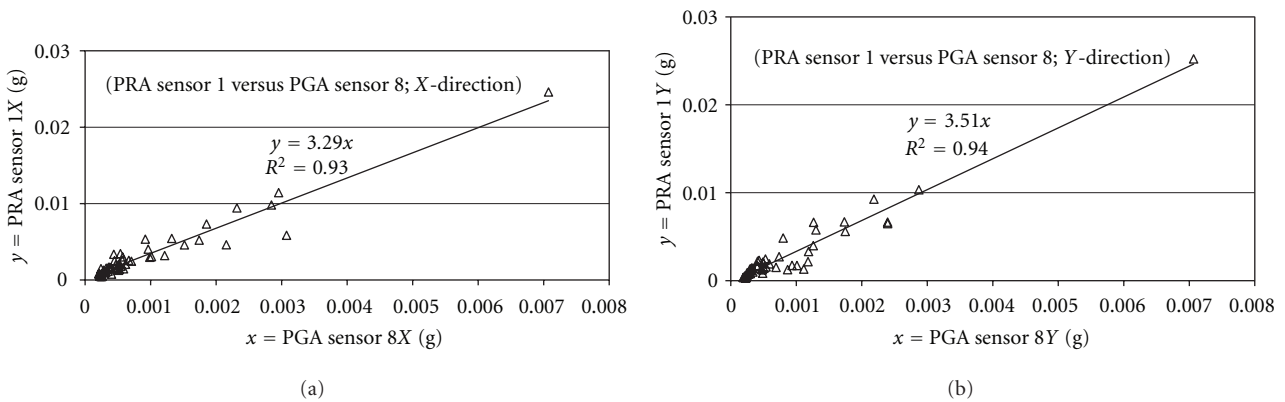 0.03
(PRA sensor 1 versus PGA sensor 8; X-direction)
0.02
y = 3.29x
R² = 0.93
0.01
0
0 0.001 0.002 0.003 0.004 0.005 0.006 0.007 0.008
y = PRA sensor 1X (g)
x = PGA sensor 8X (g)
(a)
0.03
(PRA sensor 1 versus PGA sensor 8; Y-direction)
0.02
y = 3.51x
R² = 0.94
0.01
0
0 0.001 0.002 0.003 0.004 0.005 0.006 0.007 0.008
y = PRA sensor 1Y (g)
x = PGA sensor 8Y (g)
(b)